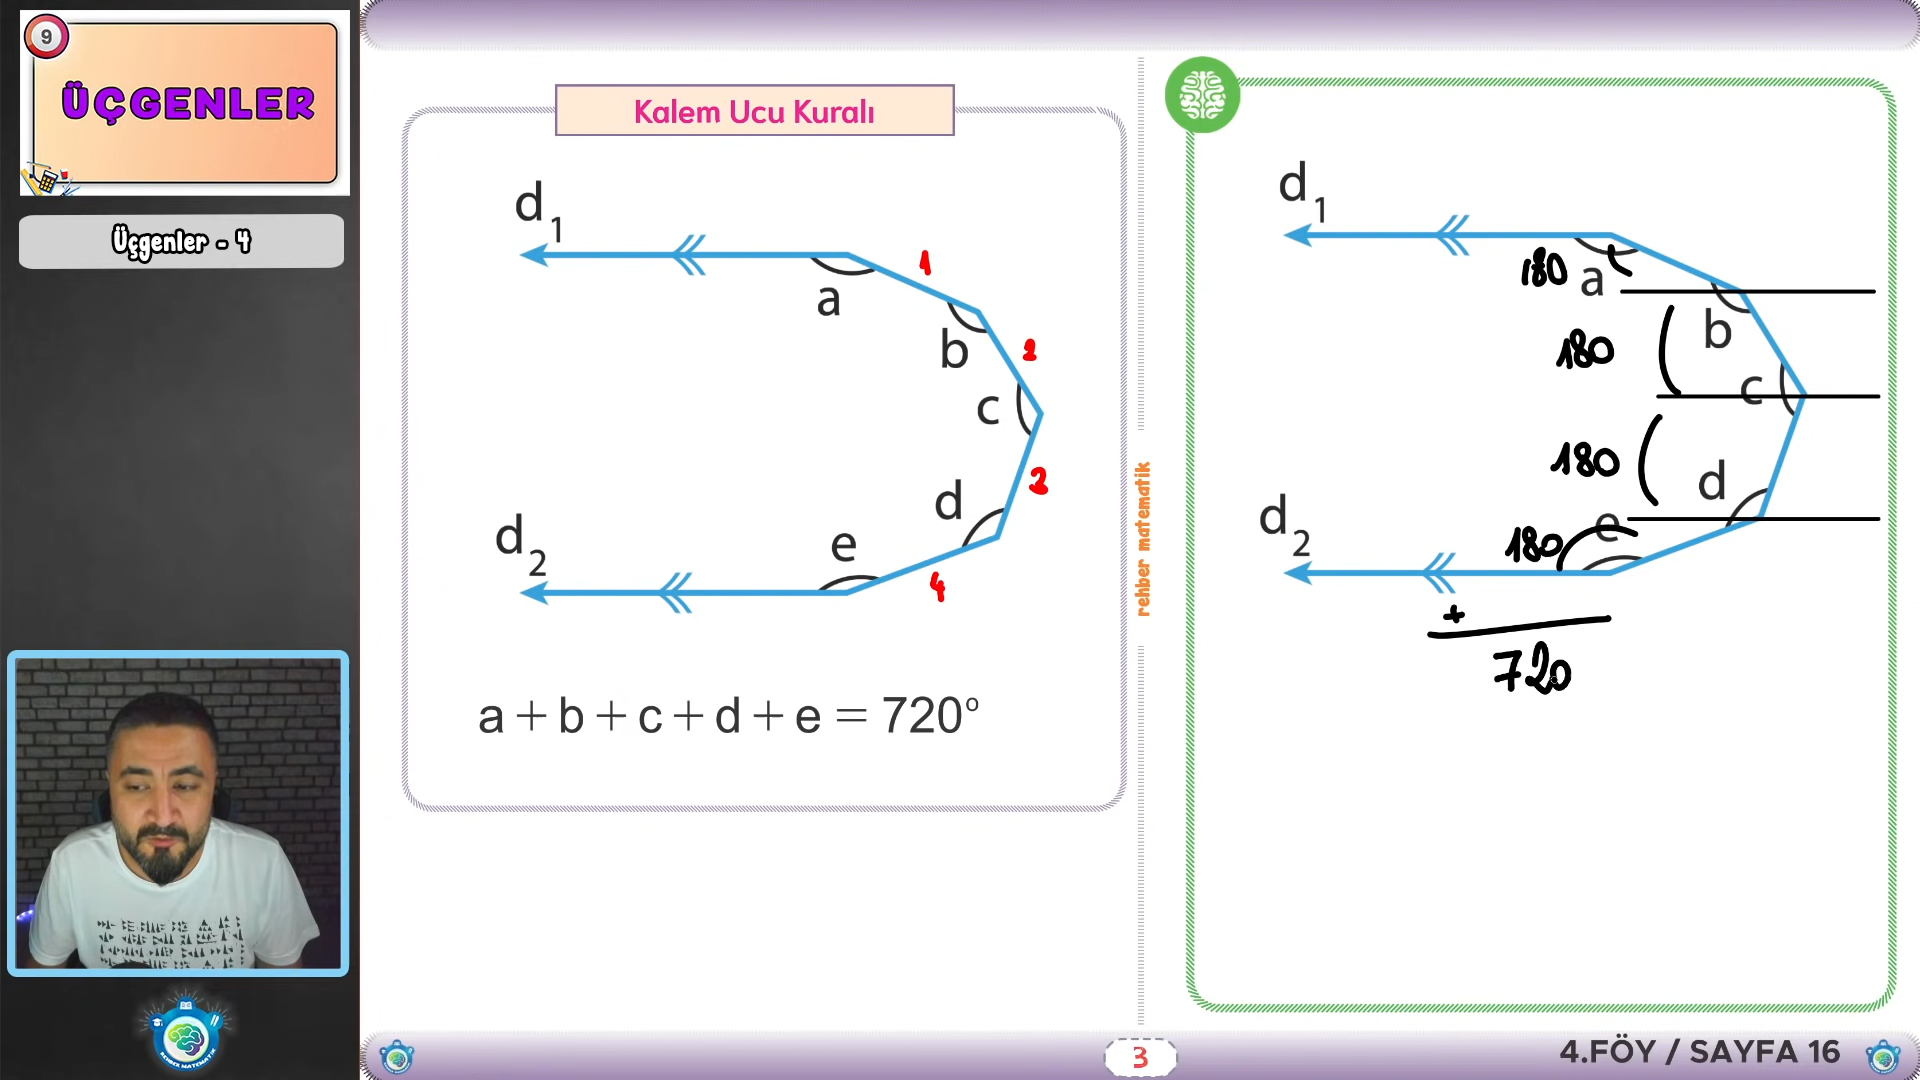 9
ÜÇGENLER
Üçgenler - 4
Kalem Ucu Kuralı
d1
1
a
b
2
c
d
2
d2
e
4
a + b + c + d + e = 720°
rehber matematik
d1
180 a
b
180
c
180
d
d2
180 e
+
720
3
4.FÖY / SAYFA 16